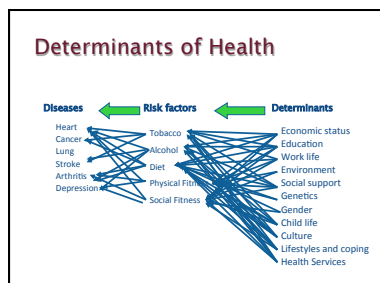 Determinants of Health
Diseases
Risk factors
Determinants
Heart
Cancer
Lung
Stroke
Arthritis
Depression
Tobacco
Alcohol
Diet
Physical Fitness
Social Fitness
Economic status
Education
Work life
Environment
Social support
Genetics
Gender
Child life
Culture
Lifestyles and coping
Health Services